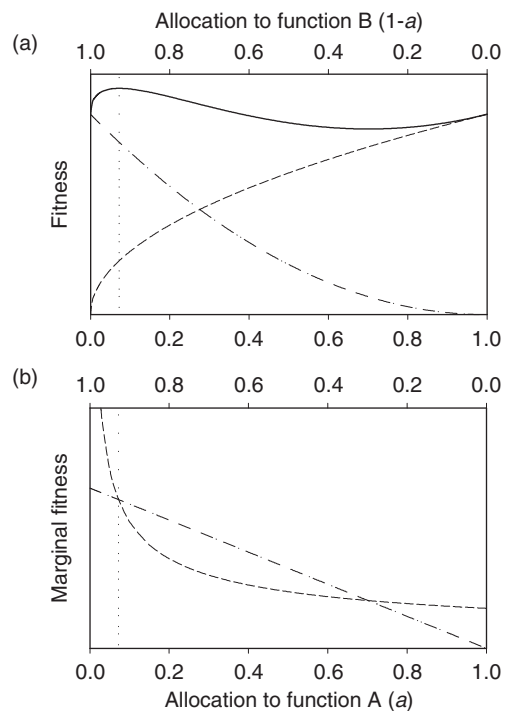 Allocation to function B (1-a)
(a)
1.0 0.8 0.6 0.4 0.2 0.0
Fitness
0.0 0.2 0.4 0.6 0.8 1.0
(b)
1.0 0.8 0.6 0.4 0.2 0.0
Marginal fitness
0.0 0.2 0.4 0.6 0.8 1.0
Allocation to function A (a)